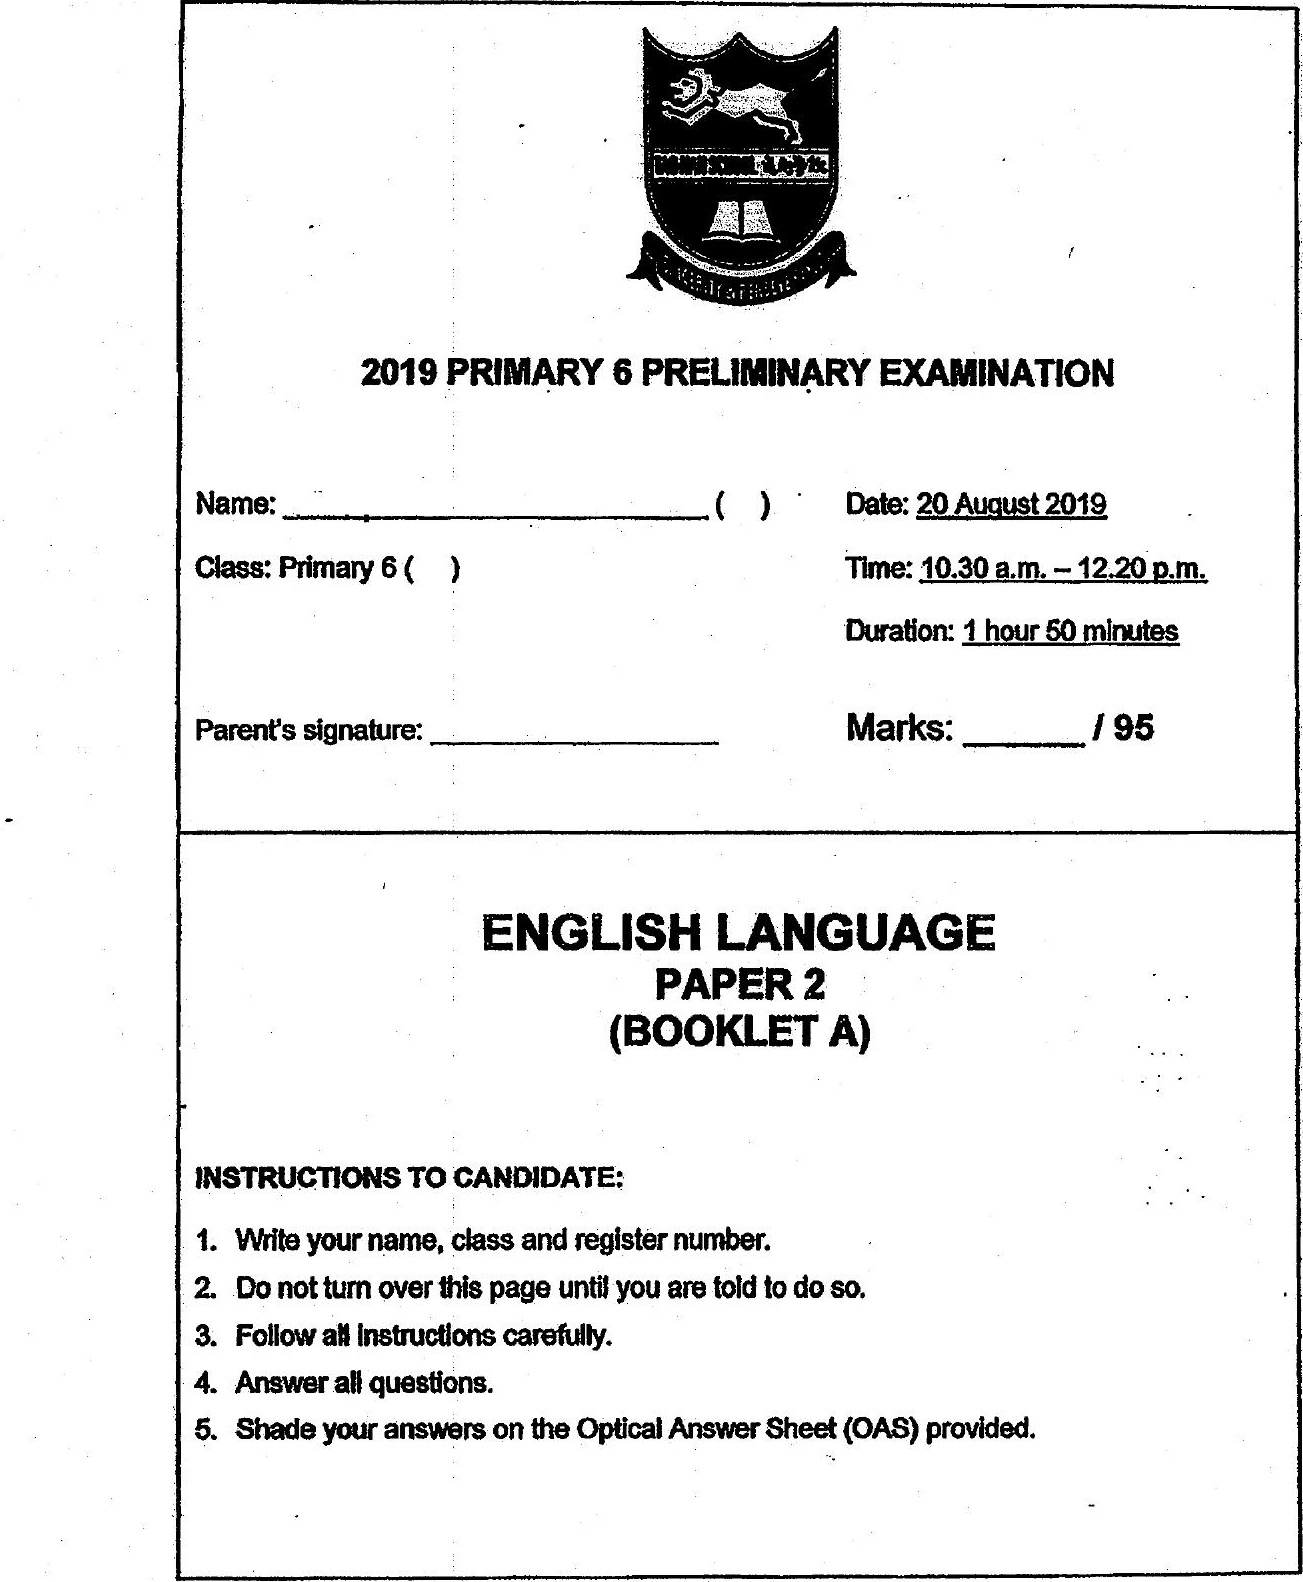 2019 PRIMARY 6 PRELIMINARY EXAMINATION
Name: ____________________ (   )
Date: 20 August 2019
Class: Primary 6 (   )
Time: 10.30 a.m. – 12.20 p.m.
Duration: 1 hour 50 minutes
Parent's signature: ____________________
Marks: ______ / 95
ENGLISH LANGUAGE
PAPER 2
(BOOKLET A)
INSTRUCTIONS TO CANDIDATE:
1. Write your name, class and register number.
2. Do not turn over this page until you are told to do so.
3. Follow all instructions carefully.
4. Answer all questions.
5. Shade your answers on the Optical Answer Sheet (OAS) provided.